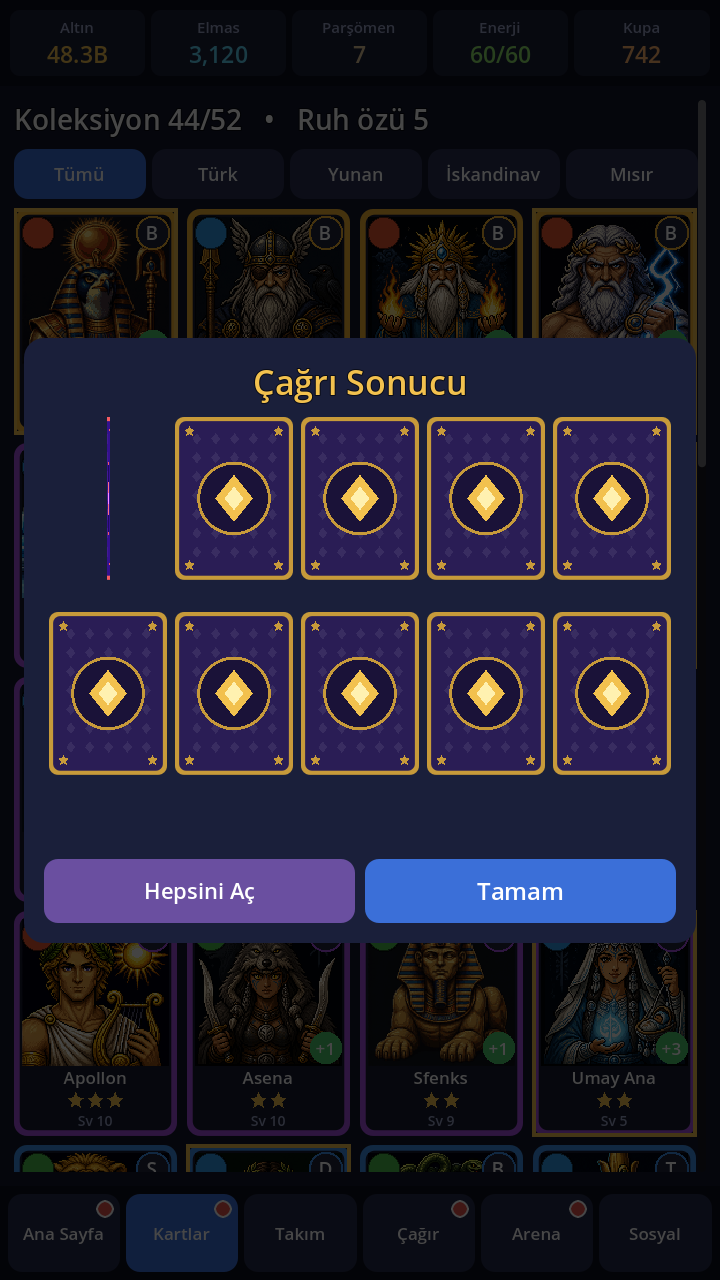 Altın Elmas Parşömen Enerji Kupa
48.3B 3,120 7 60/60 742
Koleksiyon 44/52 • Ruh özü 5
Tümü Türk Yunan İskandinav Mısır
B B B B
Çağrı Sonucu
Hepsini Aç Tamam
+1 +1 +3
Apollon Asena Sfenks Umay Ana
Sv 10 Sv 10 Sv 9 Sv 5
S D B T
Ana Sayfa Kartlar Takım Çağır Arena Sosyal